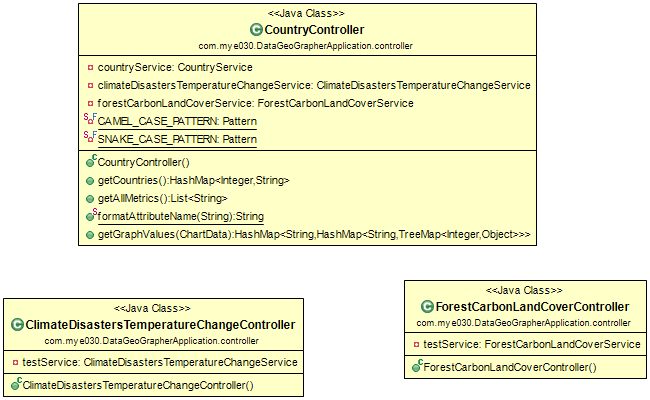 <<Java Class>>
CountryController
com.mye030.DataGeoGrapherApplication.controller
countryService: CountryService
climateDisastersTemperatureChangeService: ClimateDisastersTemperatureChangeService
forestCarbonLandCoverService: ForestCarbonLandCoverService
CAMEL_CASE_PATTERN: Pattern
SNAKE_CASE_PATTERN: Pattern
CountryController()
getCountries():HashMap<Integer,String>
getAllMetrics():List<String>
formatAttributeName(String):String
getGraphValues(ChartData):HashMap<String,HashMap<String,TreeMap<Integer,Object>>>
<<Java Class>>
ClimateDisastersTemperatureChangeController
com.mye030.DataGeoGrapherApplication.controller
testService: ClimateDisastersTemperatureChangeService
ClimateDisastersTemperatureChangeController()
<<Java Class>>
ForestCarbonLandCoverController
com.mye030.DataGeoGrapherApplication.controller
testService: ForestCarbonLandCoverService
ForestCarbonLandCoverController()